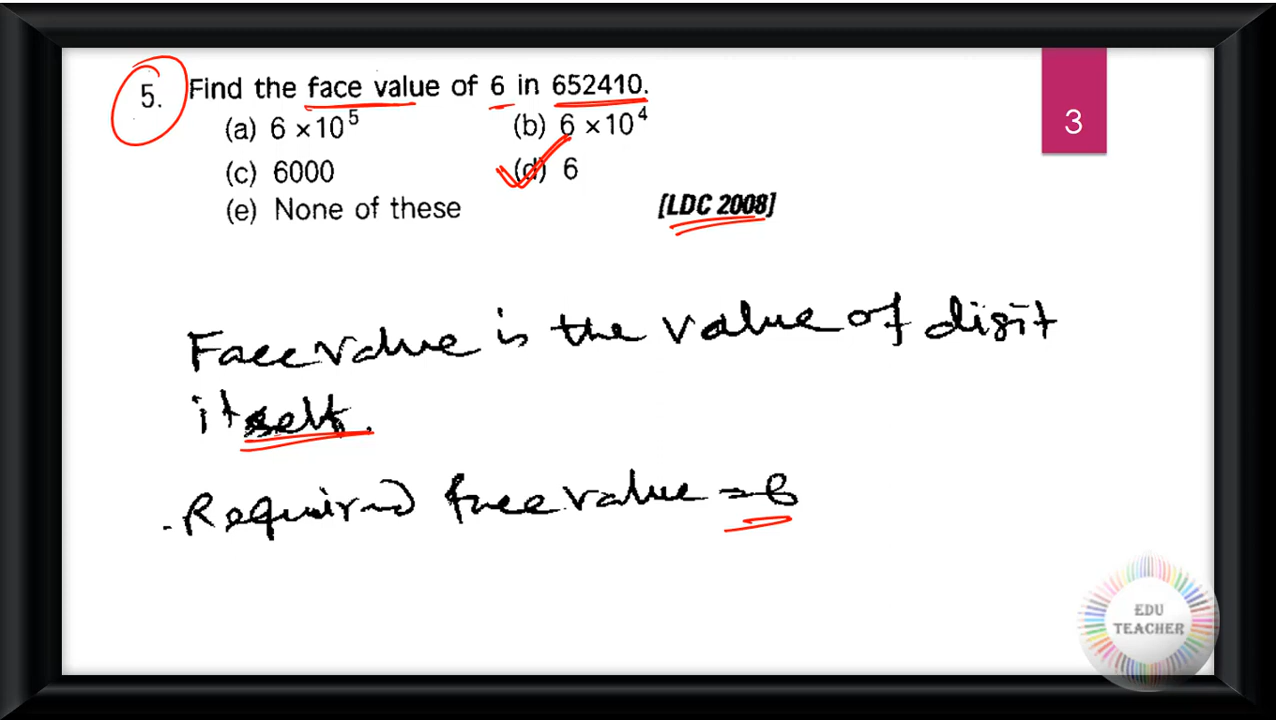 5. Find the face value of 6 in 652410.
(a) 6 ×10⁵ (b) 6 ×10⁴
(c) 6000 (d) 6
(e) None of these [LDC 2008]
3
Face value is the value of digit
itself.
Required face value = 6
EDU
TEACHER